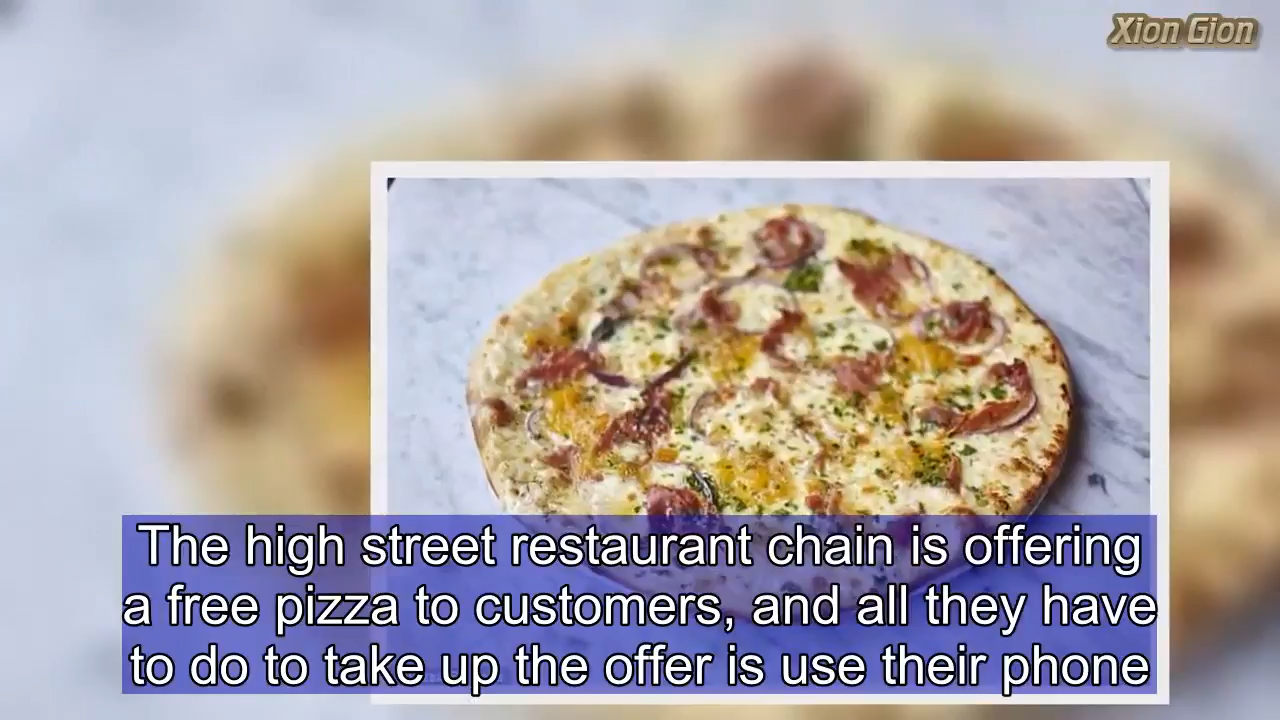 Xion Gion
The high street restaurant chain is offering
a free pizza to customers, and all they have
to do to take up the offer is use their phone